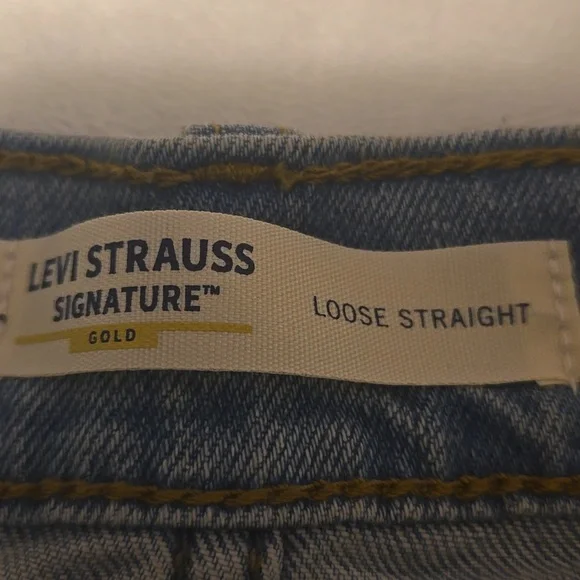 LEVI STRAUSS
SIGNATURE™
GOLD
LOOSE STRAIGHT